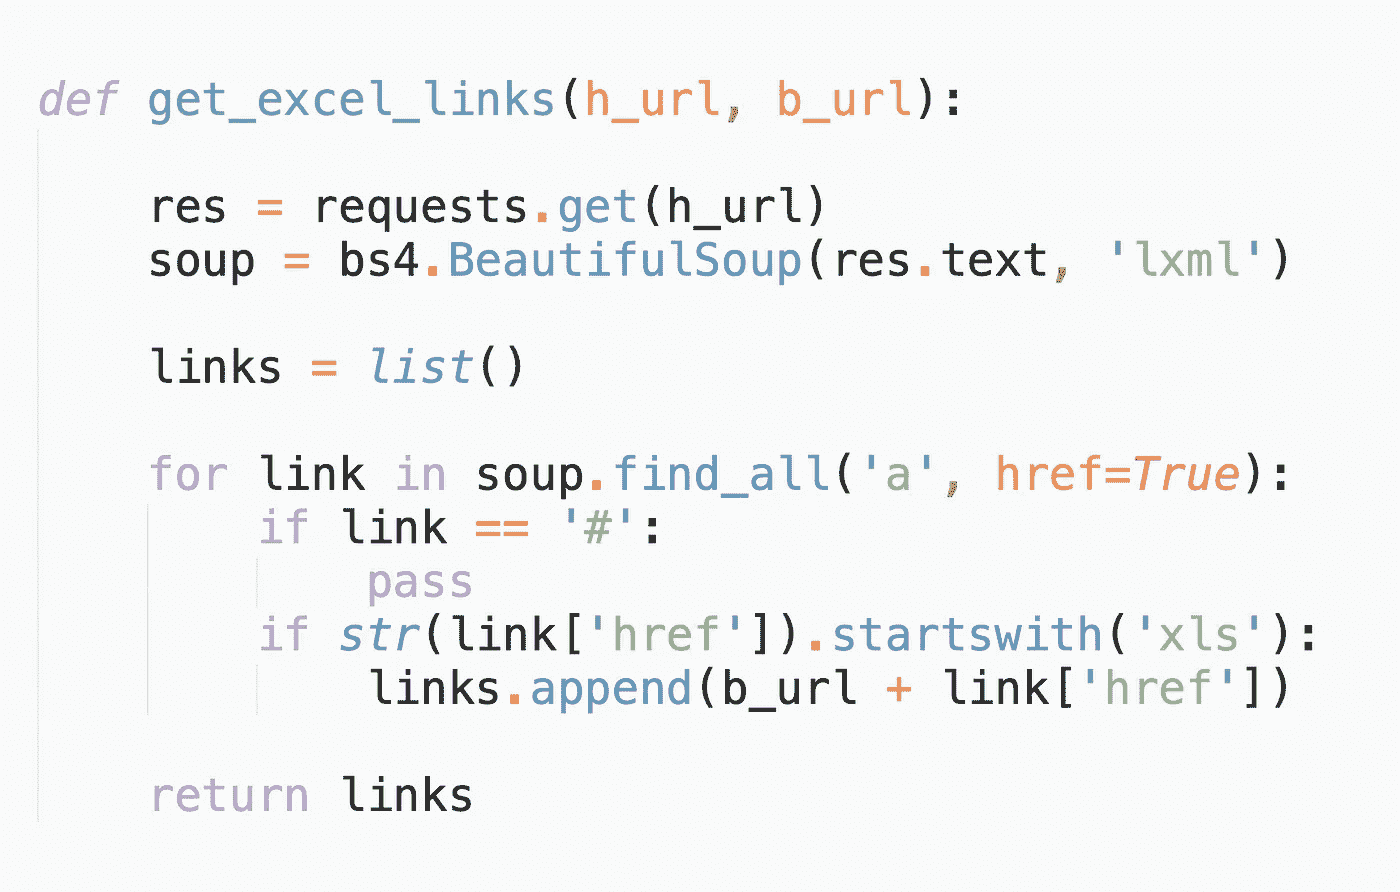 def get_excel_links(h_url, b_url):
    res = requests.get(h_url)
    soup = bs4.BeautifulSoup(res.text, 'lxml')
    links = list()
    for link in soup.find_all('a', href=True):
        if link == '#':
            pass
        if str(link['href']).startswith('xls'):
            links.append(b_url + link['href'])
    return links